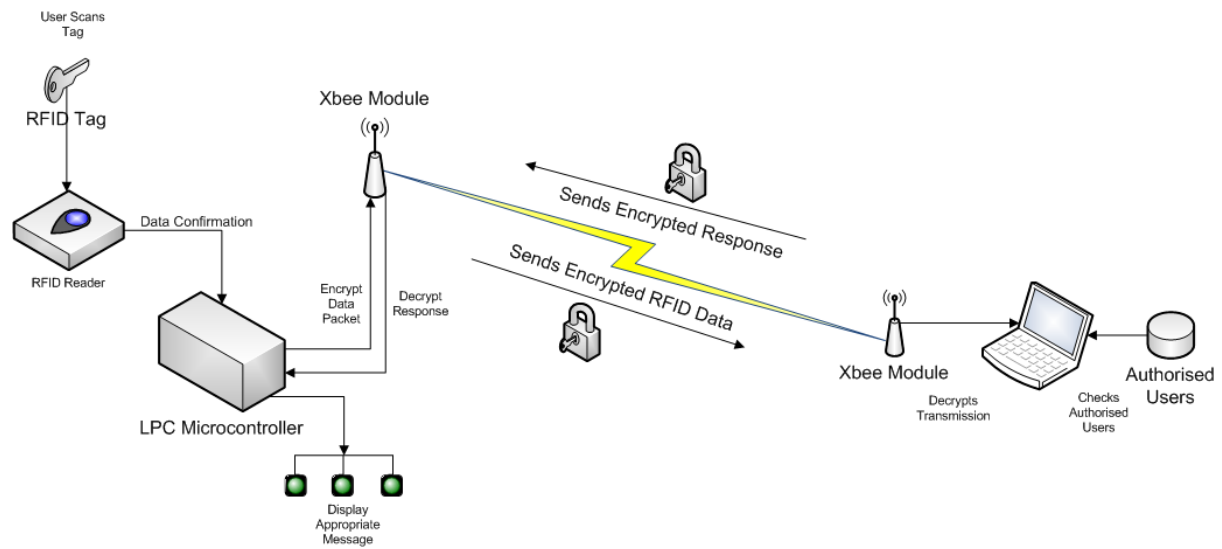 User Scans
Tag
RFID Tag
Xbee Module
Data Confirmation
RFID Reader
Encrypt
Data
Packet
Decrypt
Response
LPC Microcontroller
Display
Appropriate
Message
Sends Encrypted Response
Sends Encrypted RFID Data
Xbee Module
Decrypts
Transmission
Checks
Authorised
Users
Authorised
Users